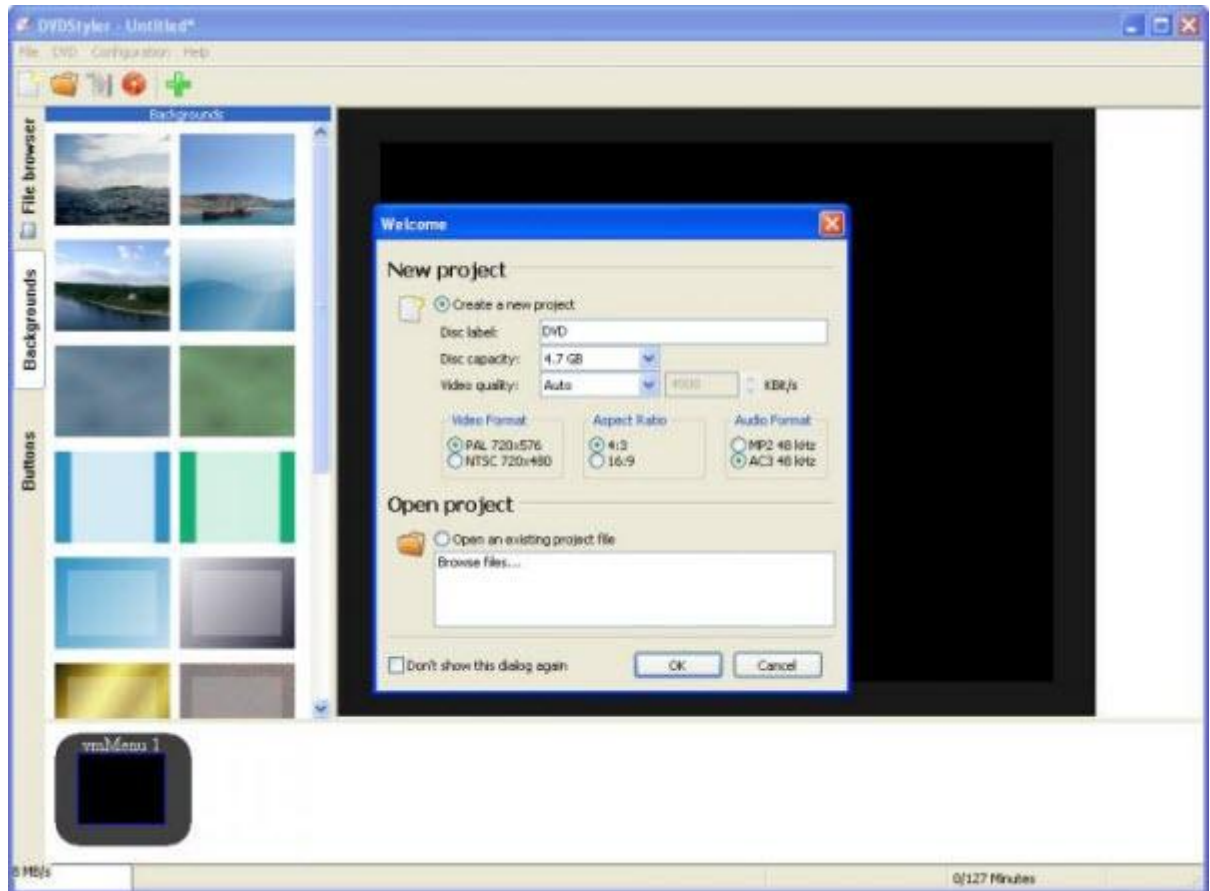 DVDStyler - Untitled*
File DVD Configuration Help
Backgrounds
File browser
Backgrounds
Buttons
Welcome
New project
Create a new project
Disc label: DVD
Disc capacity: 4.7 GB
Video quality: Auto 4000 KBit/s
Video Format Aspect Ratio Audio Format
PAL 720x576 4:3 MP2 48 kHz
NTSC 720x480 16:9 AC3 48 kHz
Open project
Open an existing project file
Browse files...
Don't show this dialog again OK Cancel
vmMenu 1
8 MB/s 0/127 Minutes